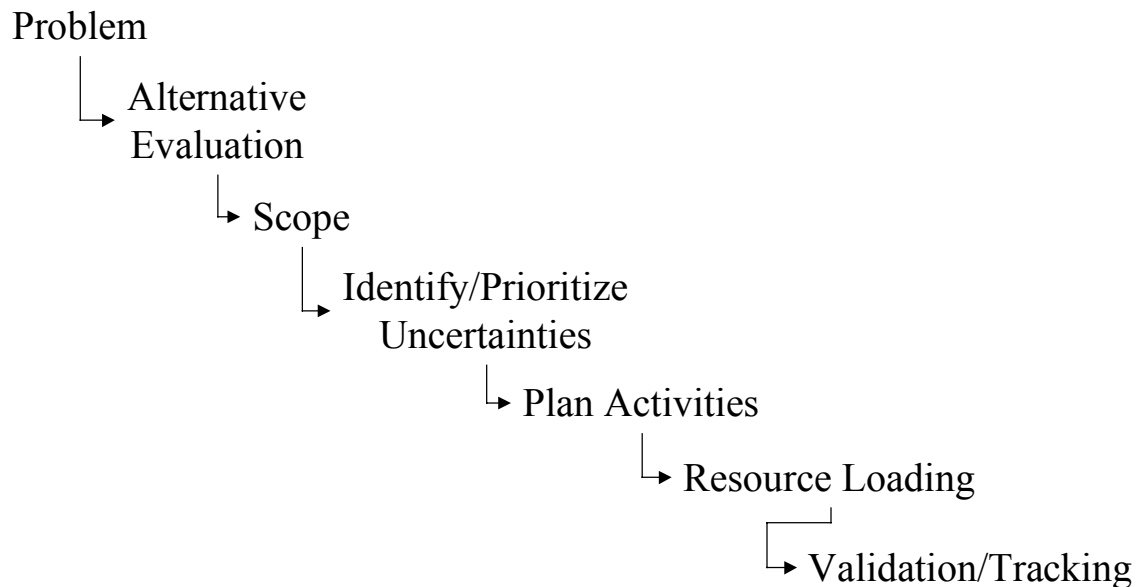 Problem
Alternative
Evaluation
Scope
Identify/Prioritize
Uncertainties
Plan Activities
Resource Loading
Validation/Tracking